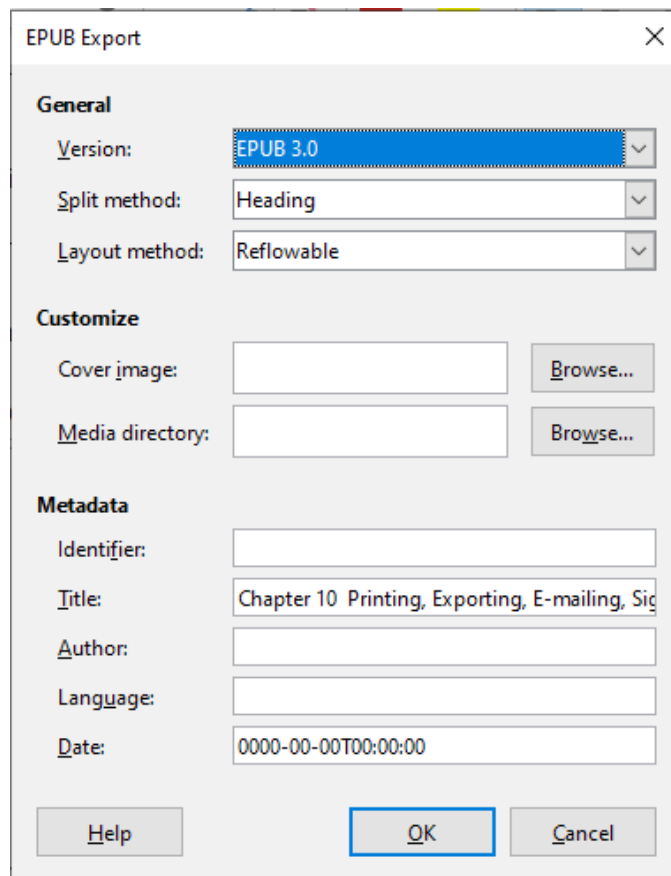 EPUB Export
General
Version: EPUB 3.0
Split method: Heading
Layout method: Reflowable
Customize
Cover image: Browse...
Media directory: Browse...
Metadata
Identifier:
Title: Chapter 10  Printing, Exporting, E-mailing, Sig
Author:
Language:
Date: 0000-00-00T00:00:00
Help OK Cancel